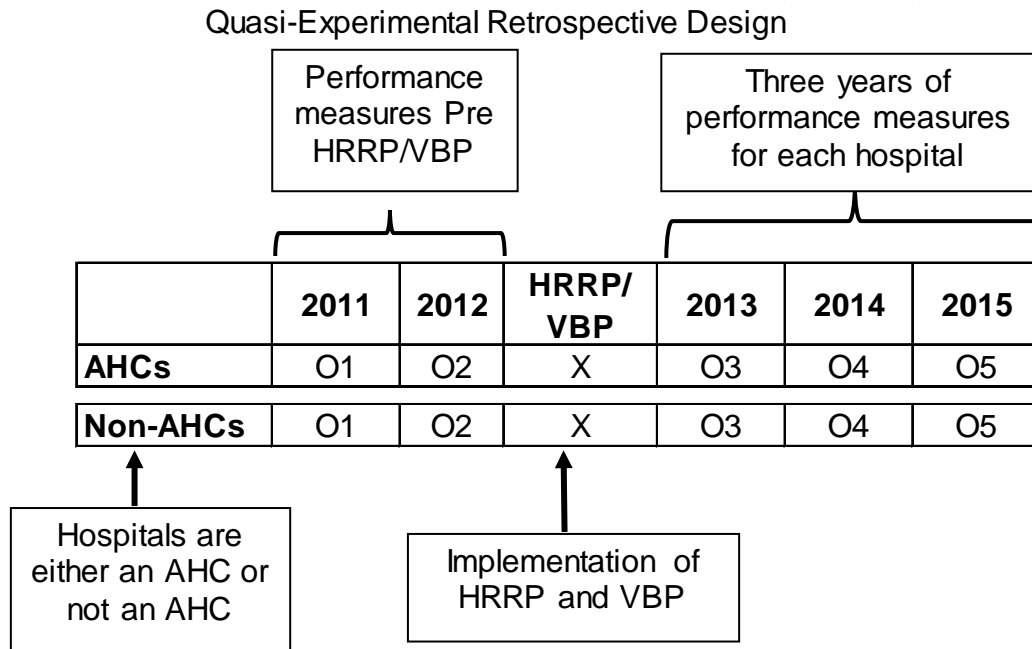 Quasi-Experimental Retrospective Design
Performance
measures Pre
HRRP/VBP
Three years of
performance measures
for each hospital
2011 2012 HRRP/ VBP 2013 2014 2015
AHCs O1 O2 X O3 O4 O5
Non-AHCs O1 O2 X O3 O4 O5
Hospitals are
either an AHC or
not an AHC
Implementation of
HRRP and VBP